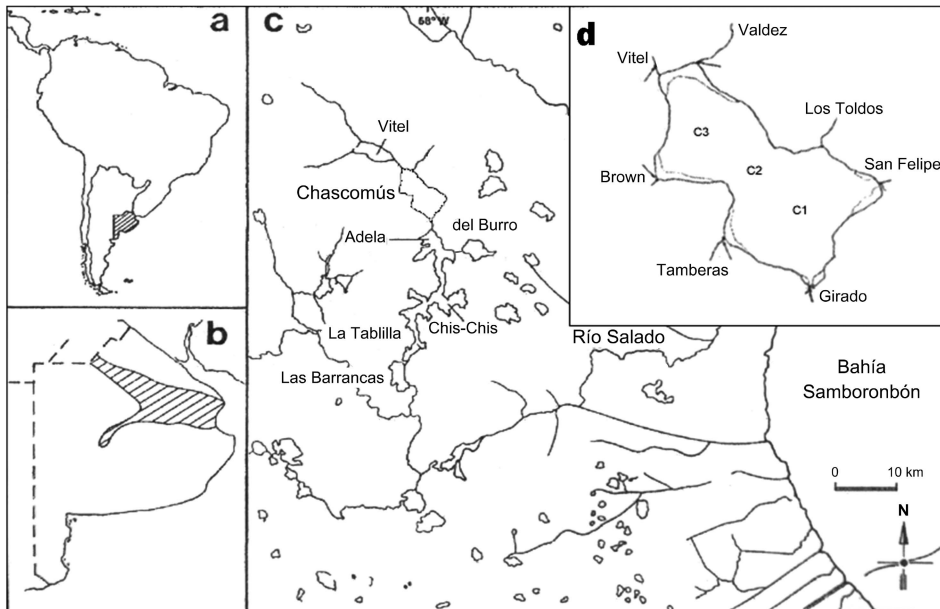 a
b
c
58° W
Vitel
Chascomús
Adela
del Burro
La Tablilla
Chis-Chis
Las Barrancas
Río Salado
Bahía
Samboronbón
0 10 km
N
d
Valdez
Vitel
Los Toldos
C3
San Felipe
Brown
C2
C1
Tamberas
Girado